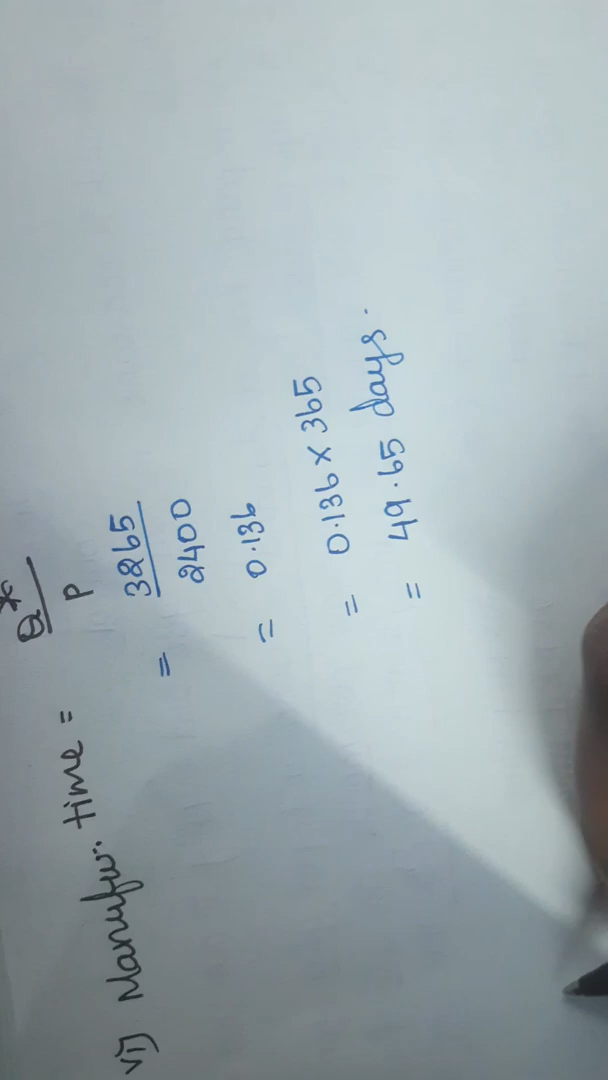 vi) Manufu. time = Q*
P
= 3265
2400
= 0.136
= 0.136 x 365
= 49.65 days.